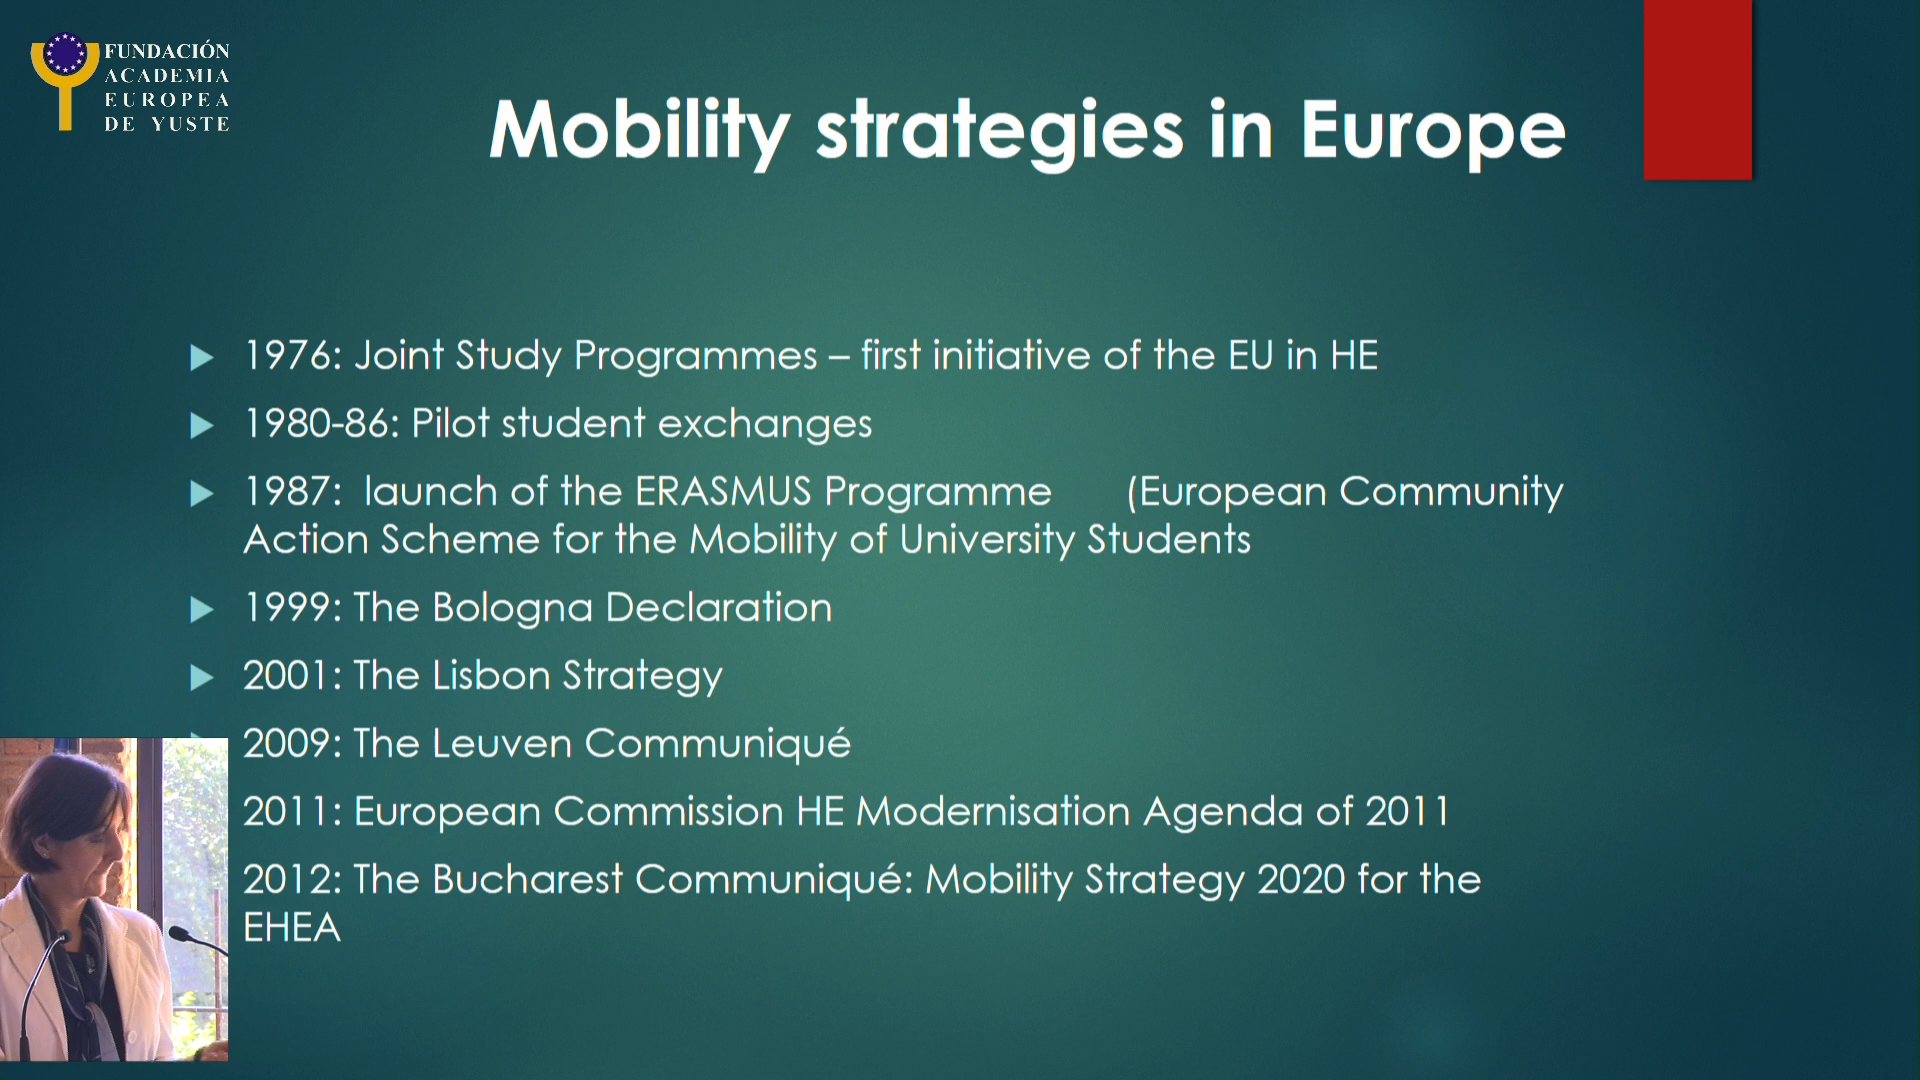 FUNDACIÓN
ACADEMIA
EUROPEA
DE YUSTE
Mobility strategies in Europe
1976: Joint Study Programmes – first initiative of the EU in HE
1980-86: Pilot student exchanges
1987: launch of the ERASMUS Programme (European Community
Action Scheme for the Mobility of University Students
1999: The Bologna Declaration
2001: The Lisbon Strategy
2009: The Leuven Communiqué
2011: European Commission HE Modernisation Agenda of 2011
2012: The Bucharest Communiqué: Mobility Strategy 2020 for the
EHEA